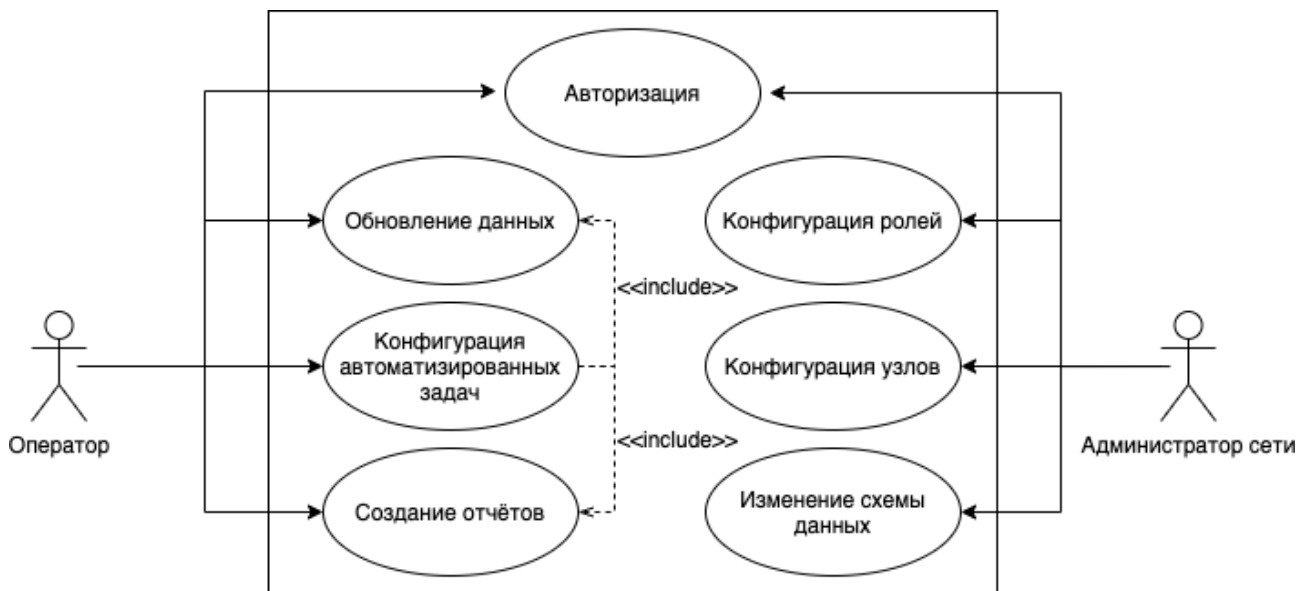 Авторизация
Обновление данных
Конфигурация ролей
<<include>>
Конфигурация
автоматизированных
задач
Конфигурация узлов
Оператор
Администратор сети
<<include>>
Создание отчётов
Изменение схемы
данных